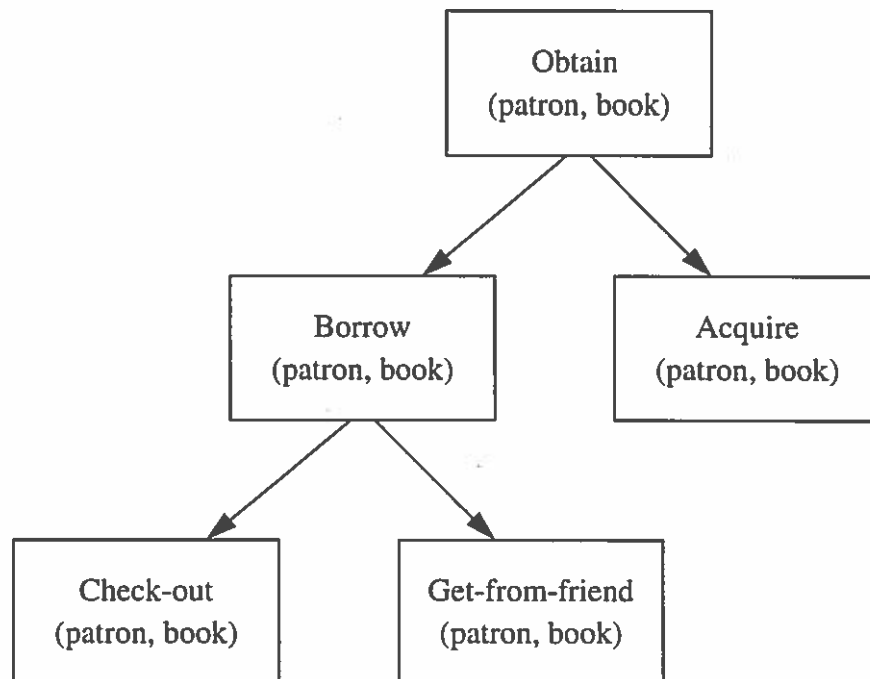 Obtain
(patron, book)
Borrow
(patron, book)
Acquire
(patron, book)
Check-out
(patron, book)
Get-from-friend
(patron, book)